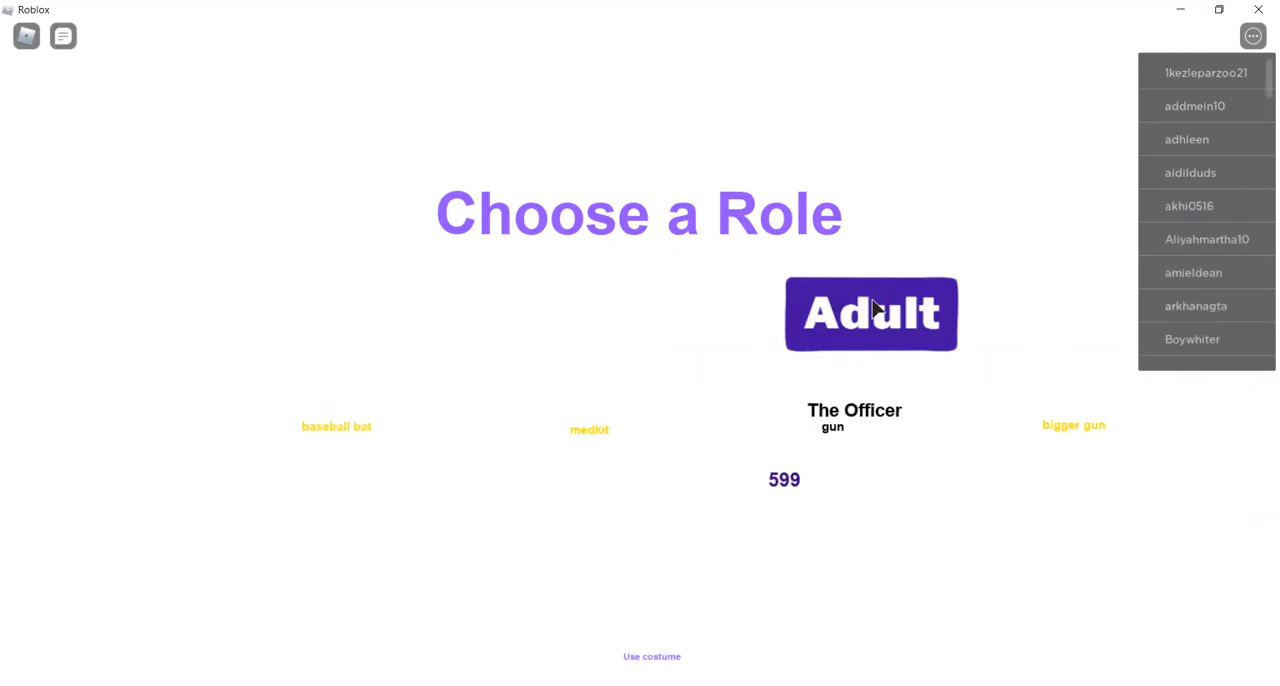 Roblox
1kezleparzoo21
addmein10
adhleen
aidilduds
akhi0516
Aliyahmartha10
amieldean
arkhanagta
Boywhiter
Choose a Role
Adult
The Officer
baseball bat
medkit
gun
bigger gun
599
Use costume